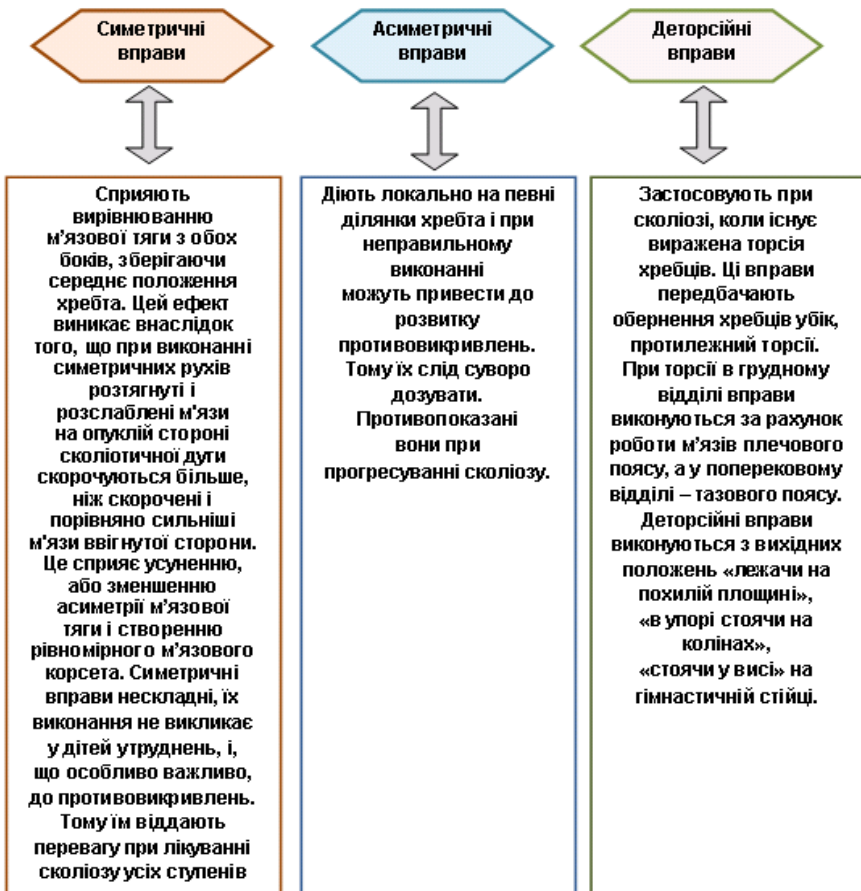 Симетричні
вправи
Асиметричні
вправи
Деторсійні
вправи
Сприяють
вирівнюванню
м'язової тяги з обох
боків, зберігаючи
середнє положення
хребта. Цей ефект
виникає внаслідок
того, що при виконанні
симетричних рухів
розтягнуті і
розслаблені м'язи
на опуклій стороні
сколіотичної дуги
скорочуються більше,
ніж скорочені і
порівняно сильніші
м'язи ввігнутої сторони.
Це сприяє усуненню,
або зменшенню
асиметрії м'язової
тяги і створенню
рівномірного м'язового
корсета. Симетричні
вправи нескладні, їх
виконання не викликає
у дітей утруднень, і,
що особливо важливо,
до противовикривлень.
Тому їм віддають
перевагу при лікуванні
сколіозу усіх ступенів
Діють локально на певні
ділянки хребта і при
неправильному
виконанні
можуть привести до
розвитку
противовикривлень.
Тому їх слід суворо
дозувати.
Противопоказані
вони при
прогресуванні сколіозу.
Застосовують при
сколіозі, коли існує
виражена торсія
хребців. Ці вправи
передбачають
обернення хребців убік,
протилежний торсії.
При торсії в грудному
відділі вправи
виконуються за рахунок
роботи м'язів плечового
поясу, а у поперековому
відділі – тазового поясу.
Деторсійні вправи
виконуються з вихідних
положень «лежачи на
похилій площині»,
«в упорі стоячи на
колінах»,
«стоячи у висі» на
гімнастичній стійці.